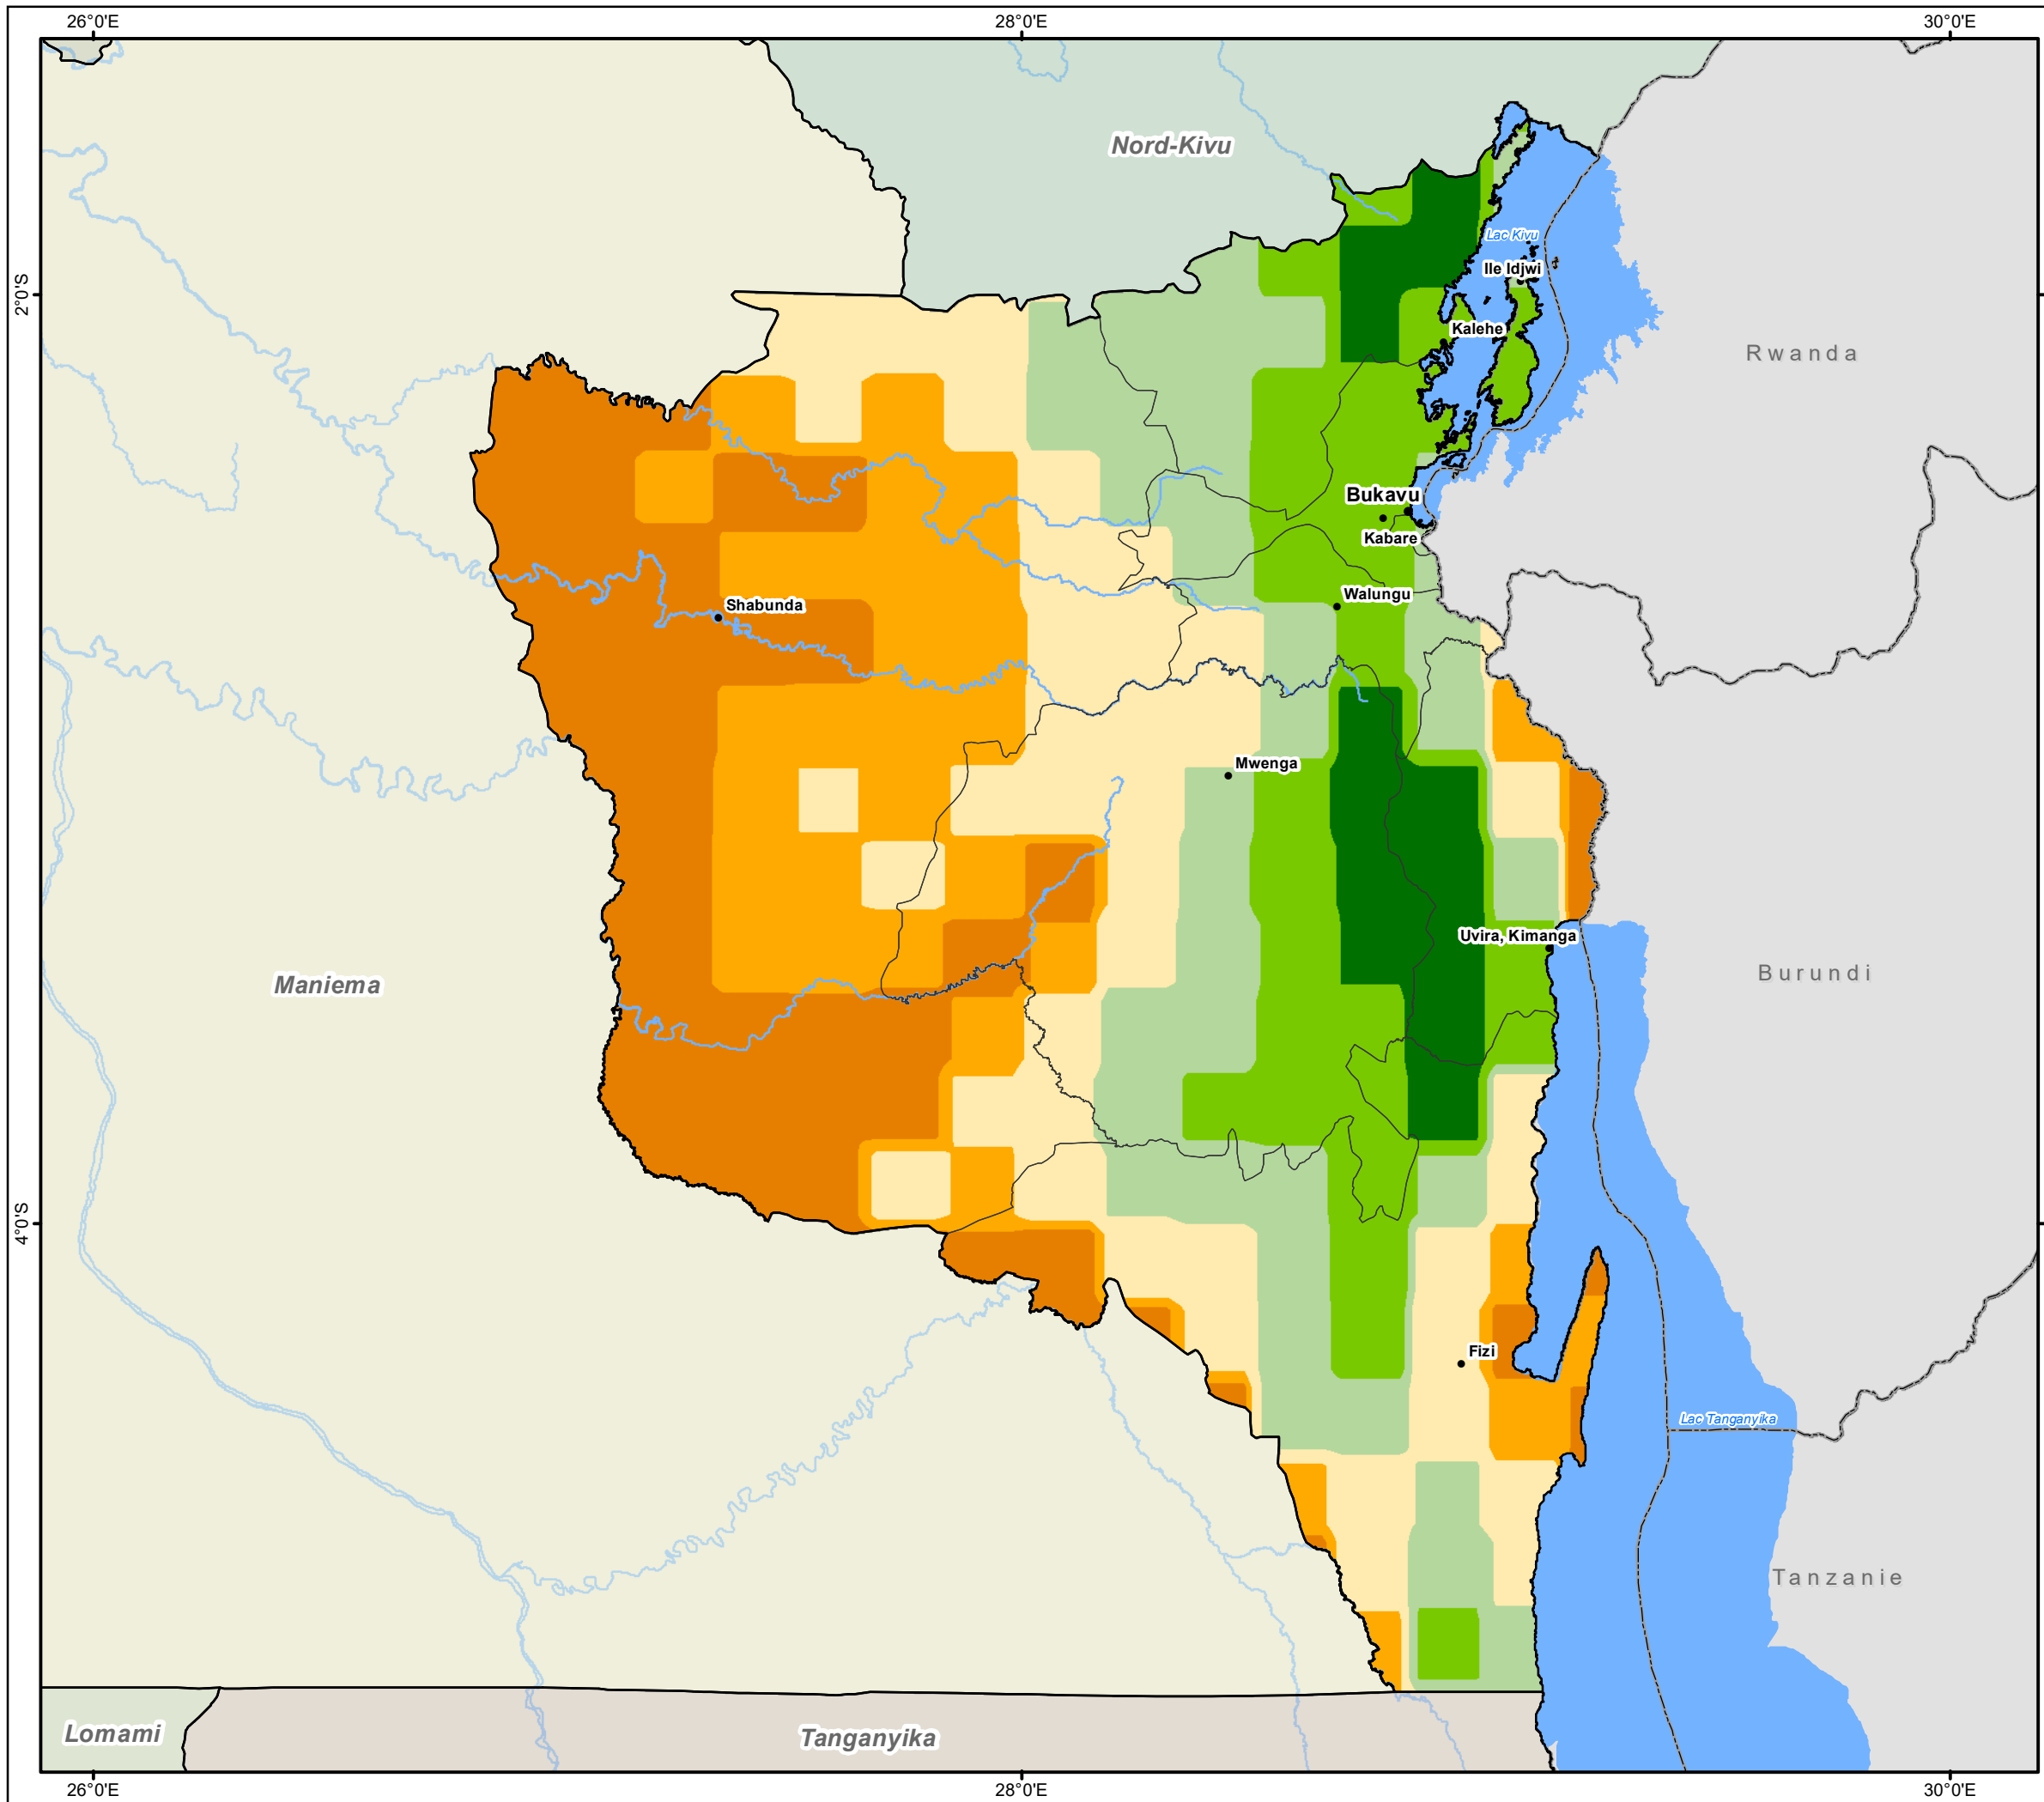 26°0'E
28°0'E
30°0'E
Nord-Kivu
Lac Kivu
Ile Idjwi
2°0'S
2°0'S
Kalehe
Rwanda
Bukavu
Kabare
Walungu
Shabunda
Mwenga
Uvira, Kimanga
Maniema
Burundi
4°0'S
Fizi
Lac Tanganyika
Tanzanie
Lomami
Tanganyika
26°0'E
28°0'E
30°0'E